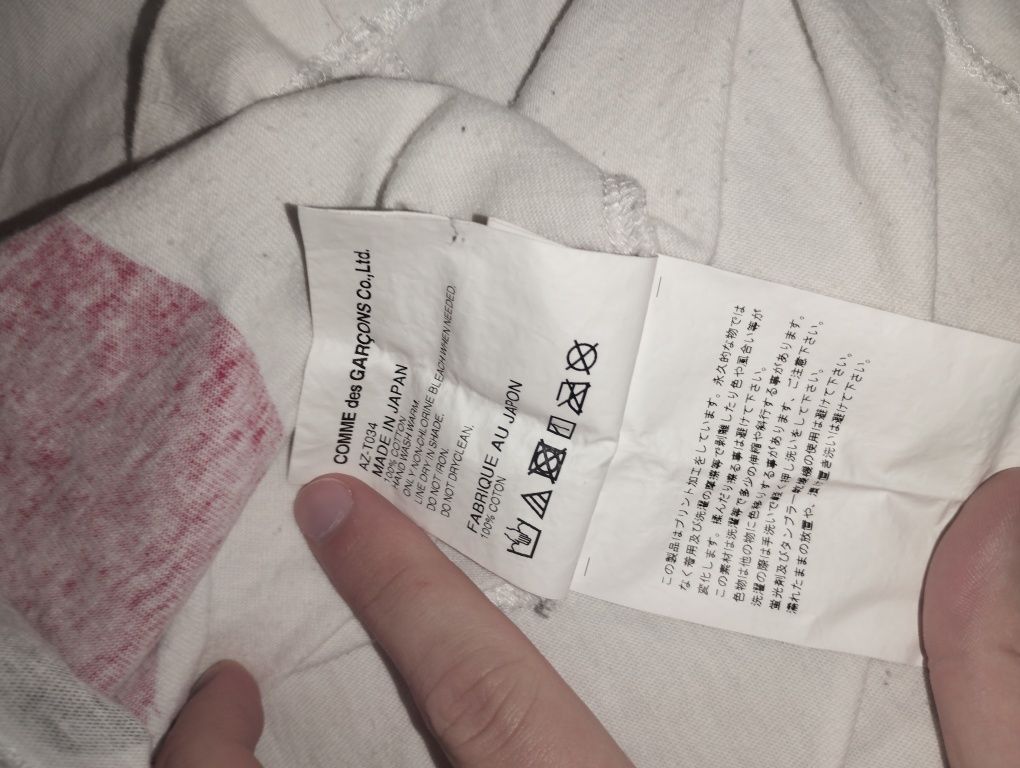 COMME des GARÇONS Co.,Ltd.
AZ-T034
MADE IN JAPAN
100% COTTON
HAND WASH WARM.
ONLY NON-CHLORINE BLEACH WHEN NEEDED.
LINE DRY IN SHADE.
DO NOT IRON.
DO NOT DRYCLEAN.
FABRIQUE AU JAPON
100% COTON
この製品はプリント加工をしています。永久的な物では
なく着用及び洗濯の摩擦等で剥離したり色や風合い等が
変化します。揉んだり擦る事は避けて下さい。
この素材は洗濯等で多少の伸縮や斜行する事があります。
色物は他の物に色移りする事があります、ご注意下さい。
洗濯の際は手洗いで軽く押し洗いをして下さい。
蛍光剤及びタンブラー乾燥機の使用は避けて下さい。
濡れたままの放置や、漬け置き洗いは避けて下さい。